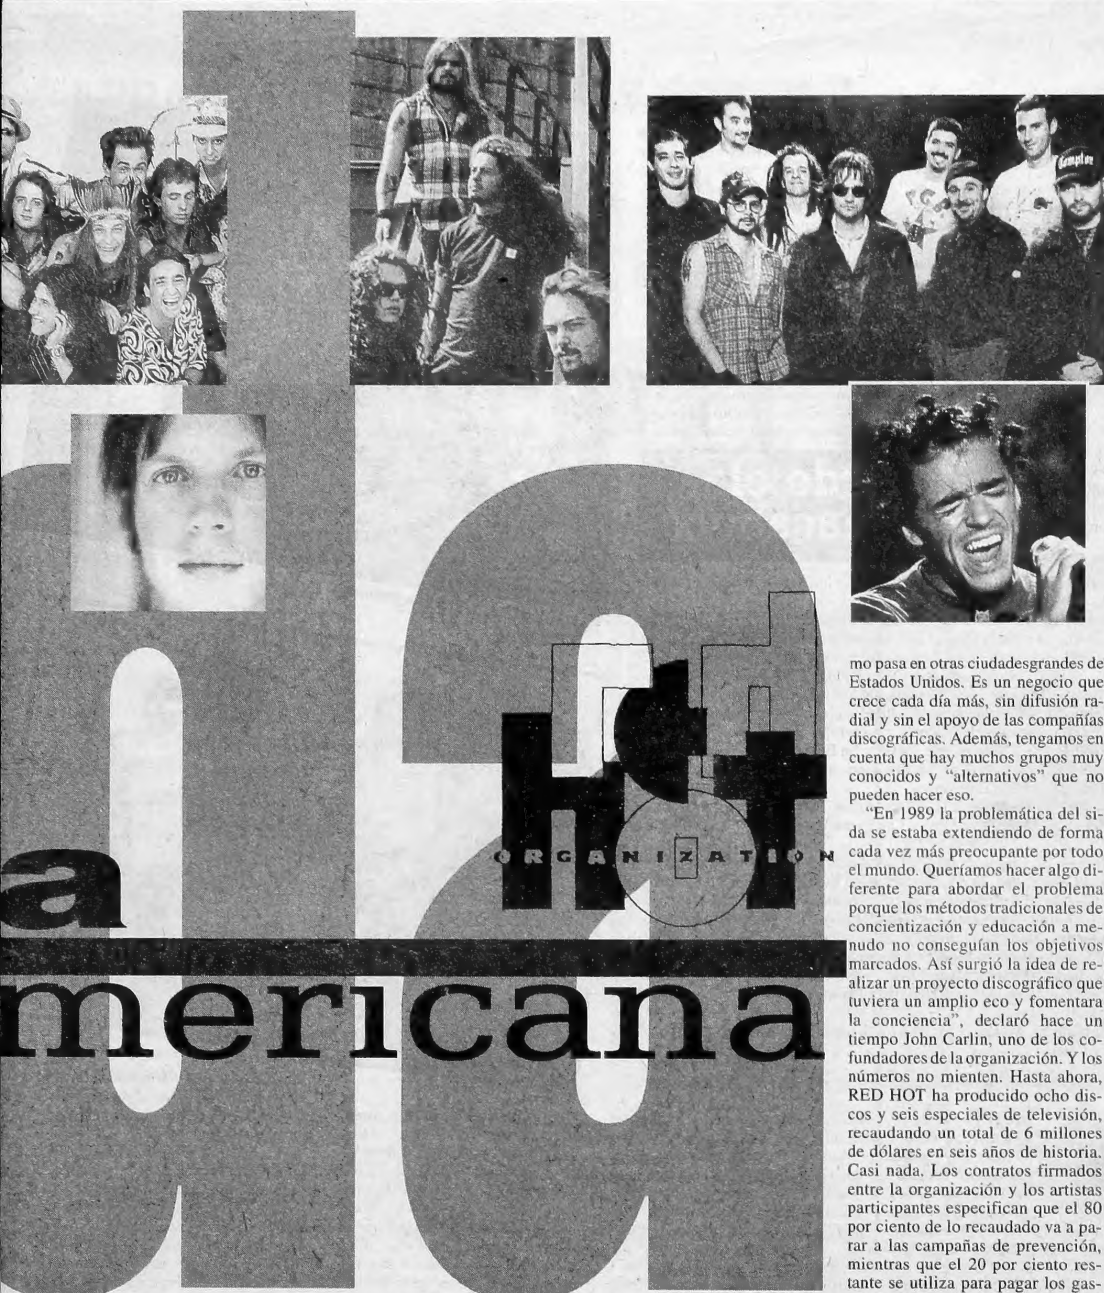 Compton
hot
ORGANIZATION
a
mericana
mo pasa en otras ciudadesgrandes de
Estados Unidos. Es un negocio que
crece cada día más, sin difusión ra-
dial y sin el apoyo de las compañías
discográficas. Además, tengamos en
cuenta que hay muchos grupos muy
conocidos y "alternativos" que no
pueden hacer eso.
"En 1989 la problemática del si-
da se estaba extendiendo de forma
cada vez más preocupante por todo
el mundo. Queríamos hacer algo di-
ferente para abordar el problema
porque los métodos tradicionales de
concientización y educación a me-
nudo no conseguían los objetivos
marcados. Así surgió la idea de re-
alizar un proyecto discográfico que
tuviera un amplio eco y fomentara
la conciencia", declaró hace un
tiempo John Carlin, uno de los co-
fundadores de la organización. Y los
números no mienten. Hasta ahora,
RED HOT ha producido ocho dis-
cos y seis especiales de televisión,
recaudando un total de 6 millones
de dólares en seis años de historia.
Casi nada. Los contratos firmados
entre la organización y los artistas
participantes especifican que el 80
por ciento de lo recaudado va a pa-
rar a las campañas de prevención,
mientras que el 20 por ciento res-
tante se utiliza para pagar los gas-